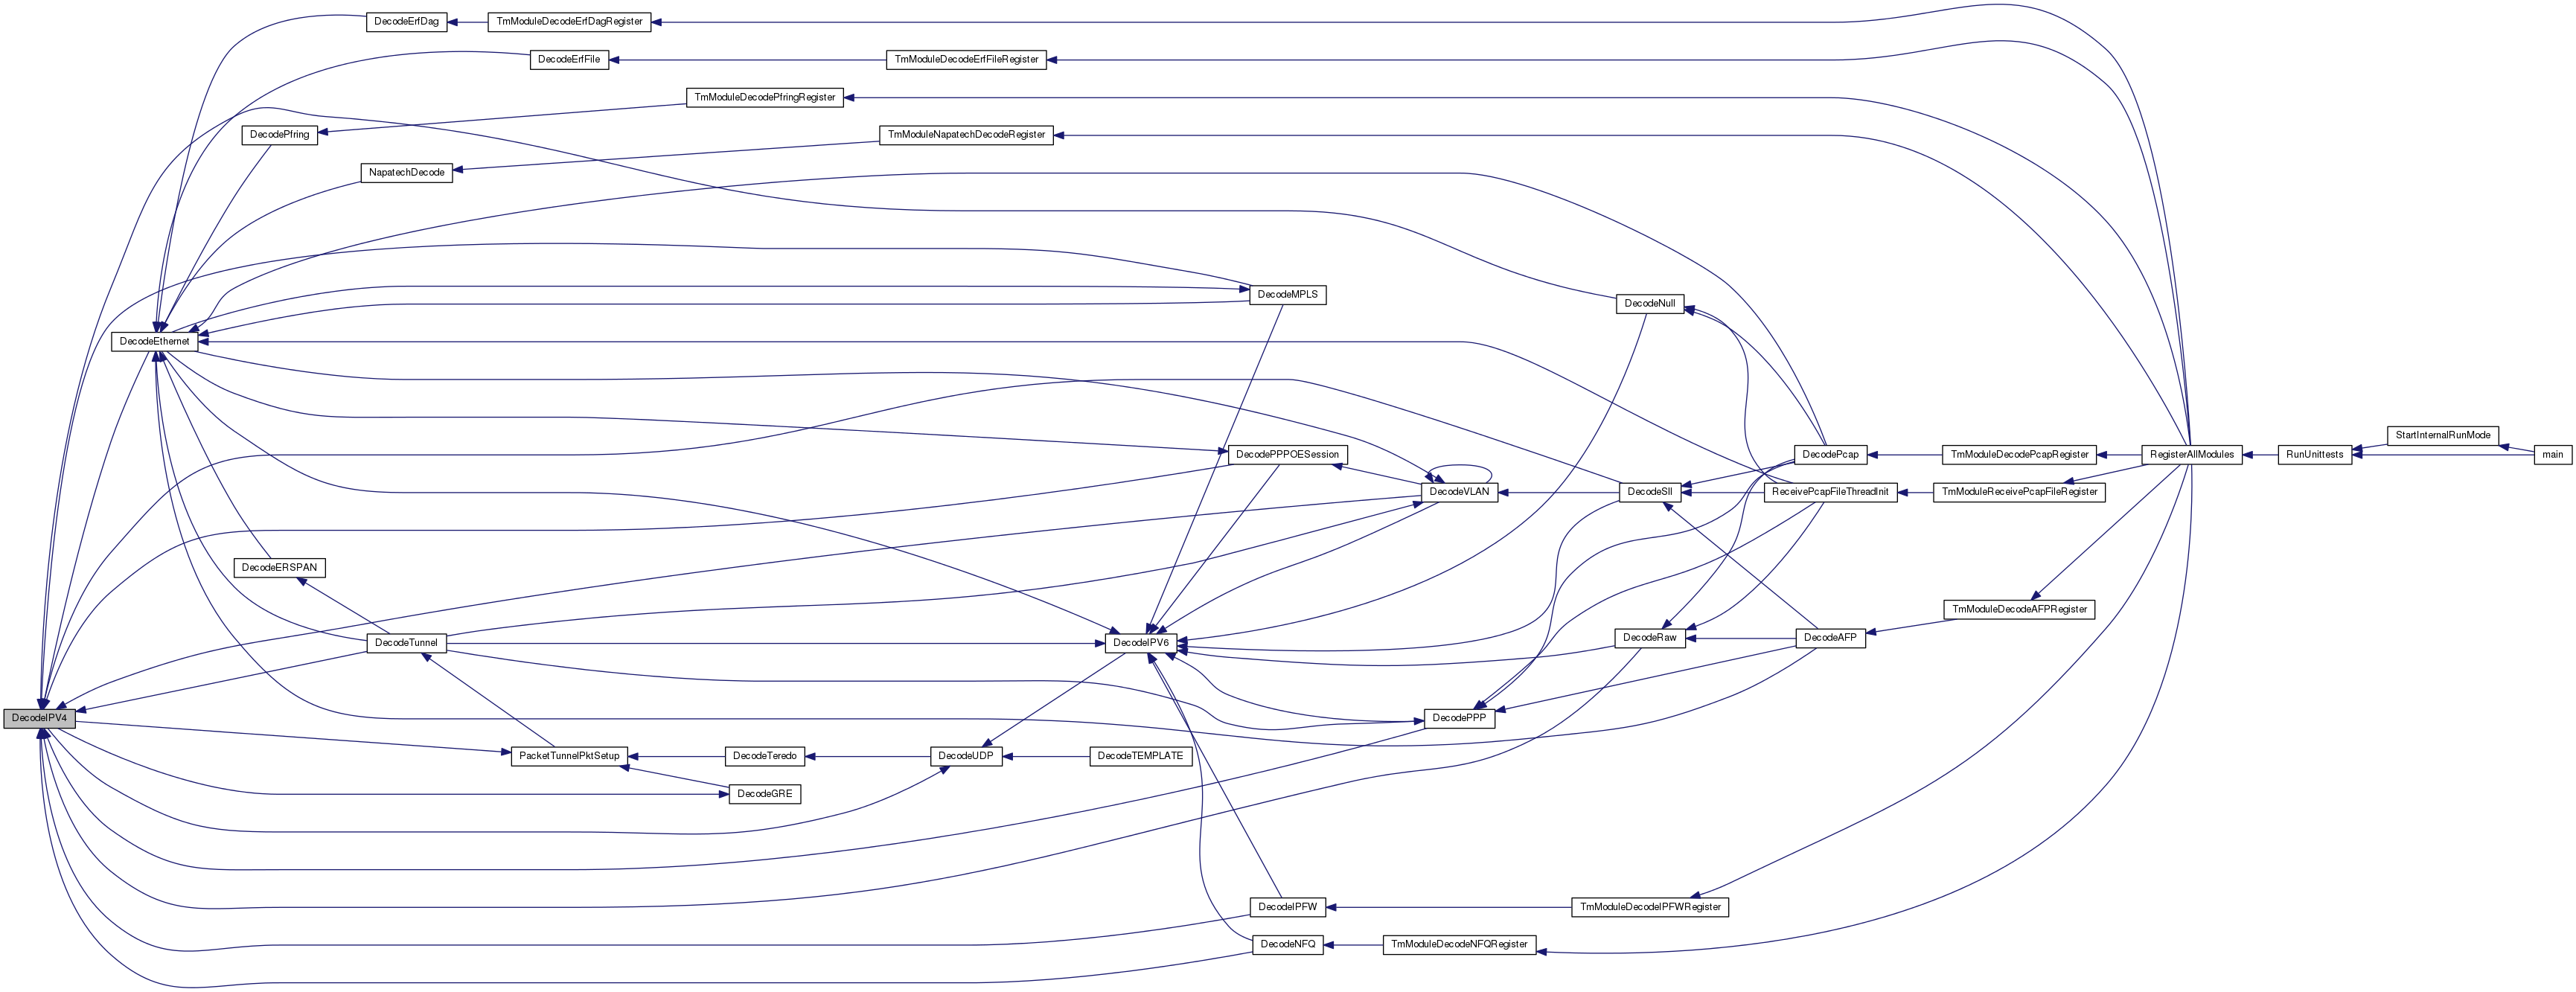 DecodeErfDag
TmModuleDecodeErfDagRegister
DecodeErfFile
TmModuleDecodeErfFileRegister
TmModuleDecodePfringRegister
DecodePfring
TmModuleNapatechDecodeRegister
NapatechDecode
DecodeMPLS
DecodeNull
DecodeEthernet
StartInternalRunMode
DecodePPPOESession
DecodePcap
TmModuleDecodePcapRegister
RegisterAllModules
RunUnittests
main
DecodeVLAN
DecodeSll
ReceivePcapFileThreadInit
TmModuleReceivePcapFileRegister
DecodeERSPAN
TmModuleDecodeAFPRegister
DecodeTunnel
DecodeIPV6
DecodeRaw
DecodeAFP
DecodeIPV4
DecodePPP
PacketTunnelPktSetup
DecodeTeredo
DecodeUDP
DecodeTEMPLATE
DecodeGRE
DecodeIPFW
TmModuleDecodeIPFWRegister
DecodeNFQ
TmModuleDecodeNFQRegister